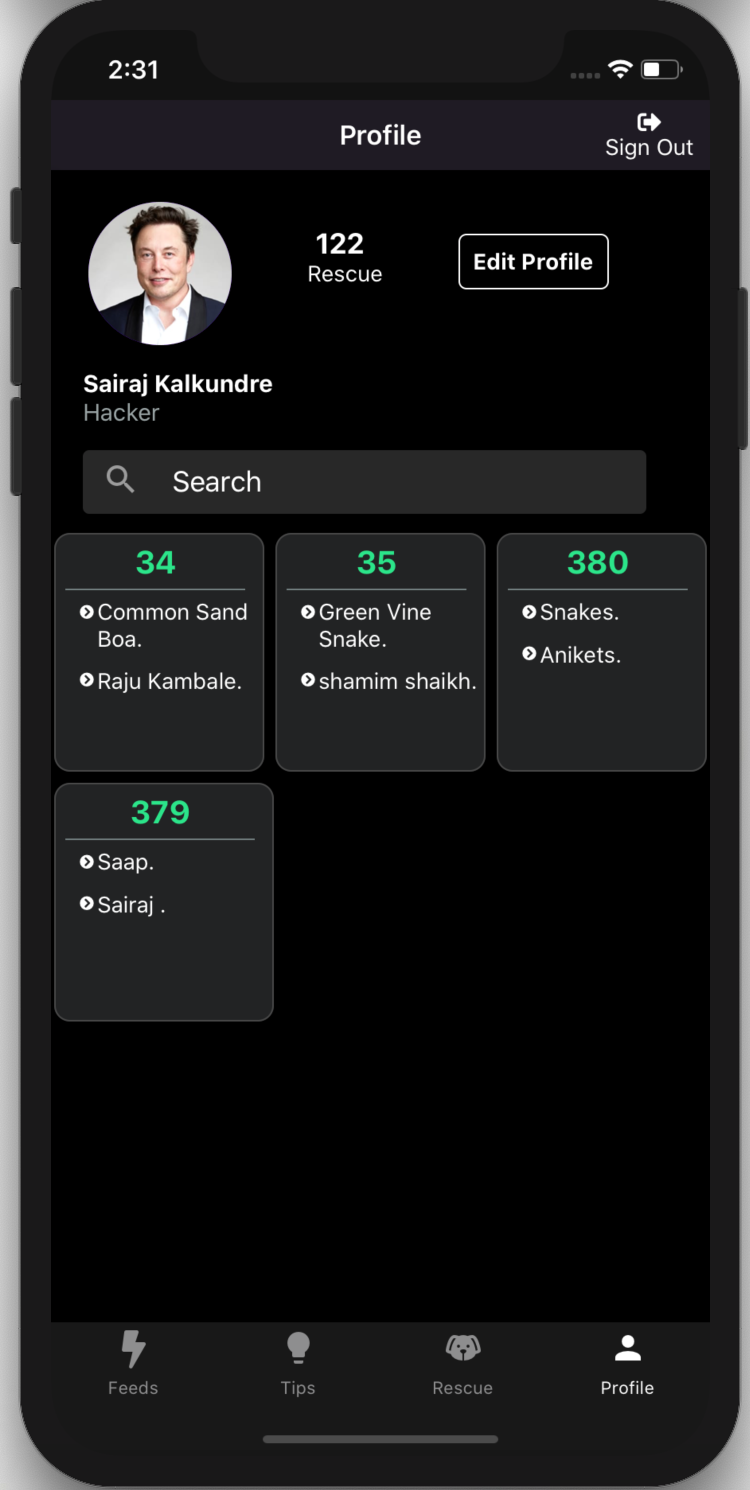 2:31
Profile
Sign Out
122
Rescue
Edit Profile
Sairaj Kalkundre
Hacker
Search
34
Common Sand
Boa.
Raju Kambale.
35
Green Vine
Snake.
shamim shaikh.
380
Snakes.
Anikets.
379
Saap.
Sairaj .
Feeds
Tips
Rescue
Profile